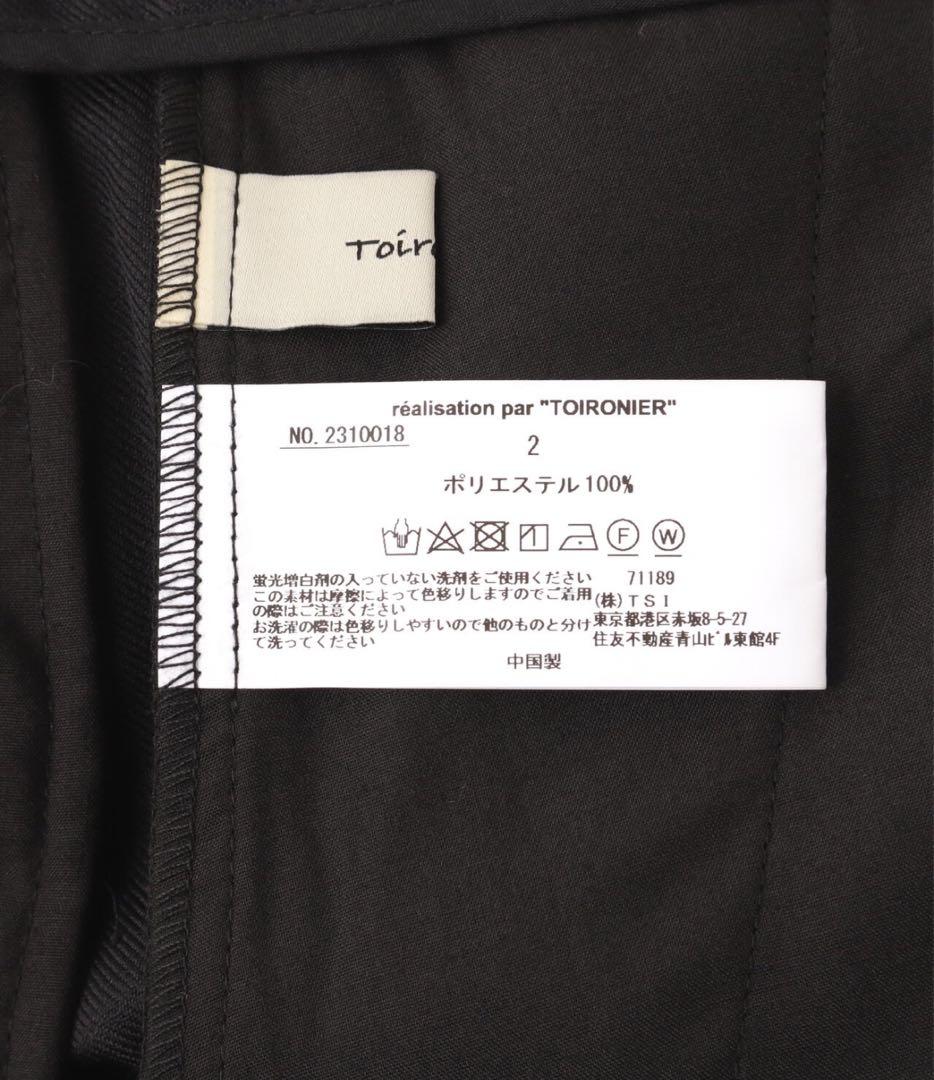 réalisation par "TOIRONIER"
NO. 2310018
2
ポリエステル100%
F W
蛍光増白剤の入っていない洗剤をご使用ください
この素材は摩擦によって色移りしますのでご着用
の際はご注意ください
お洗濯の際は色移りしやすいので他のものと分け
て洗ってください
71189
(株)TSI
東京都港区赤坂8-5-27
住友不動産青山ビル東館4F
中国製